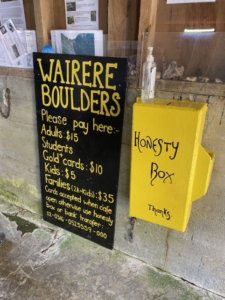 WAIRERE
BOULDERS
Please pay here:-
Adults: $15
Students
Gold cards: $10
Kids: $5
Families (2A+Kids): $35
Cards accepted when cafe
open otherwise use honesty
Box or bank transfer:
HONESTY
BOX
Thanks